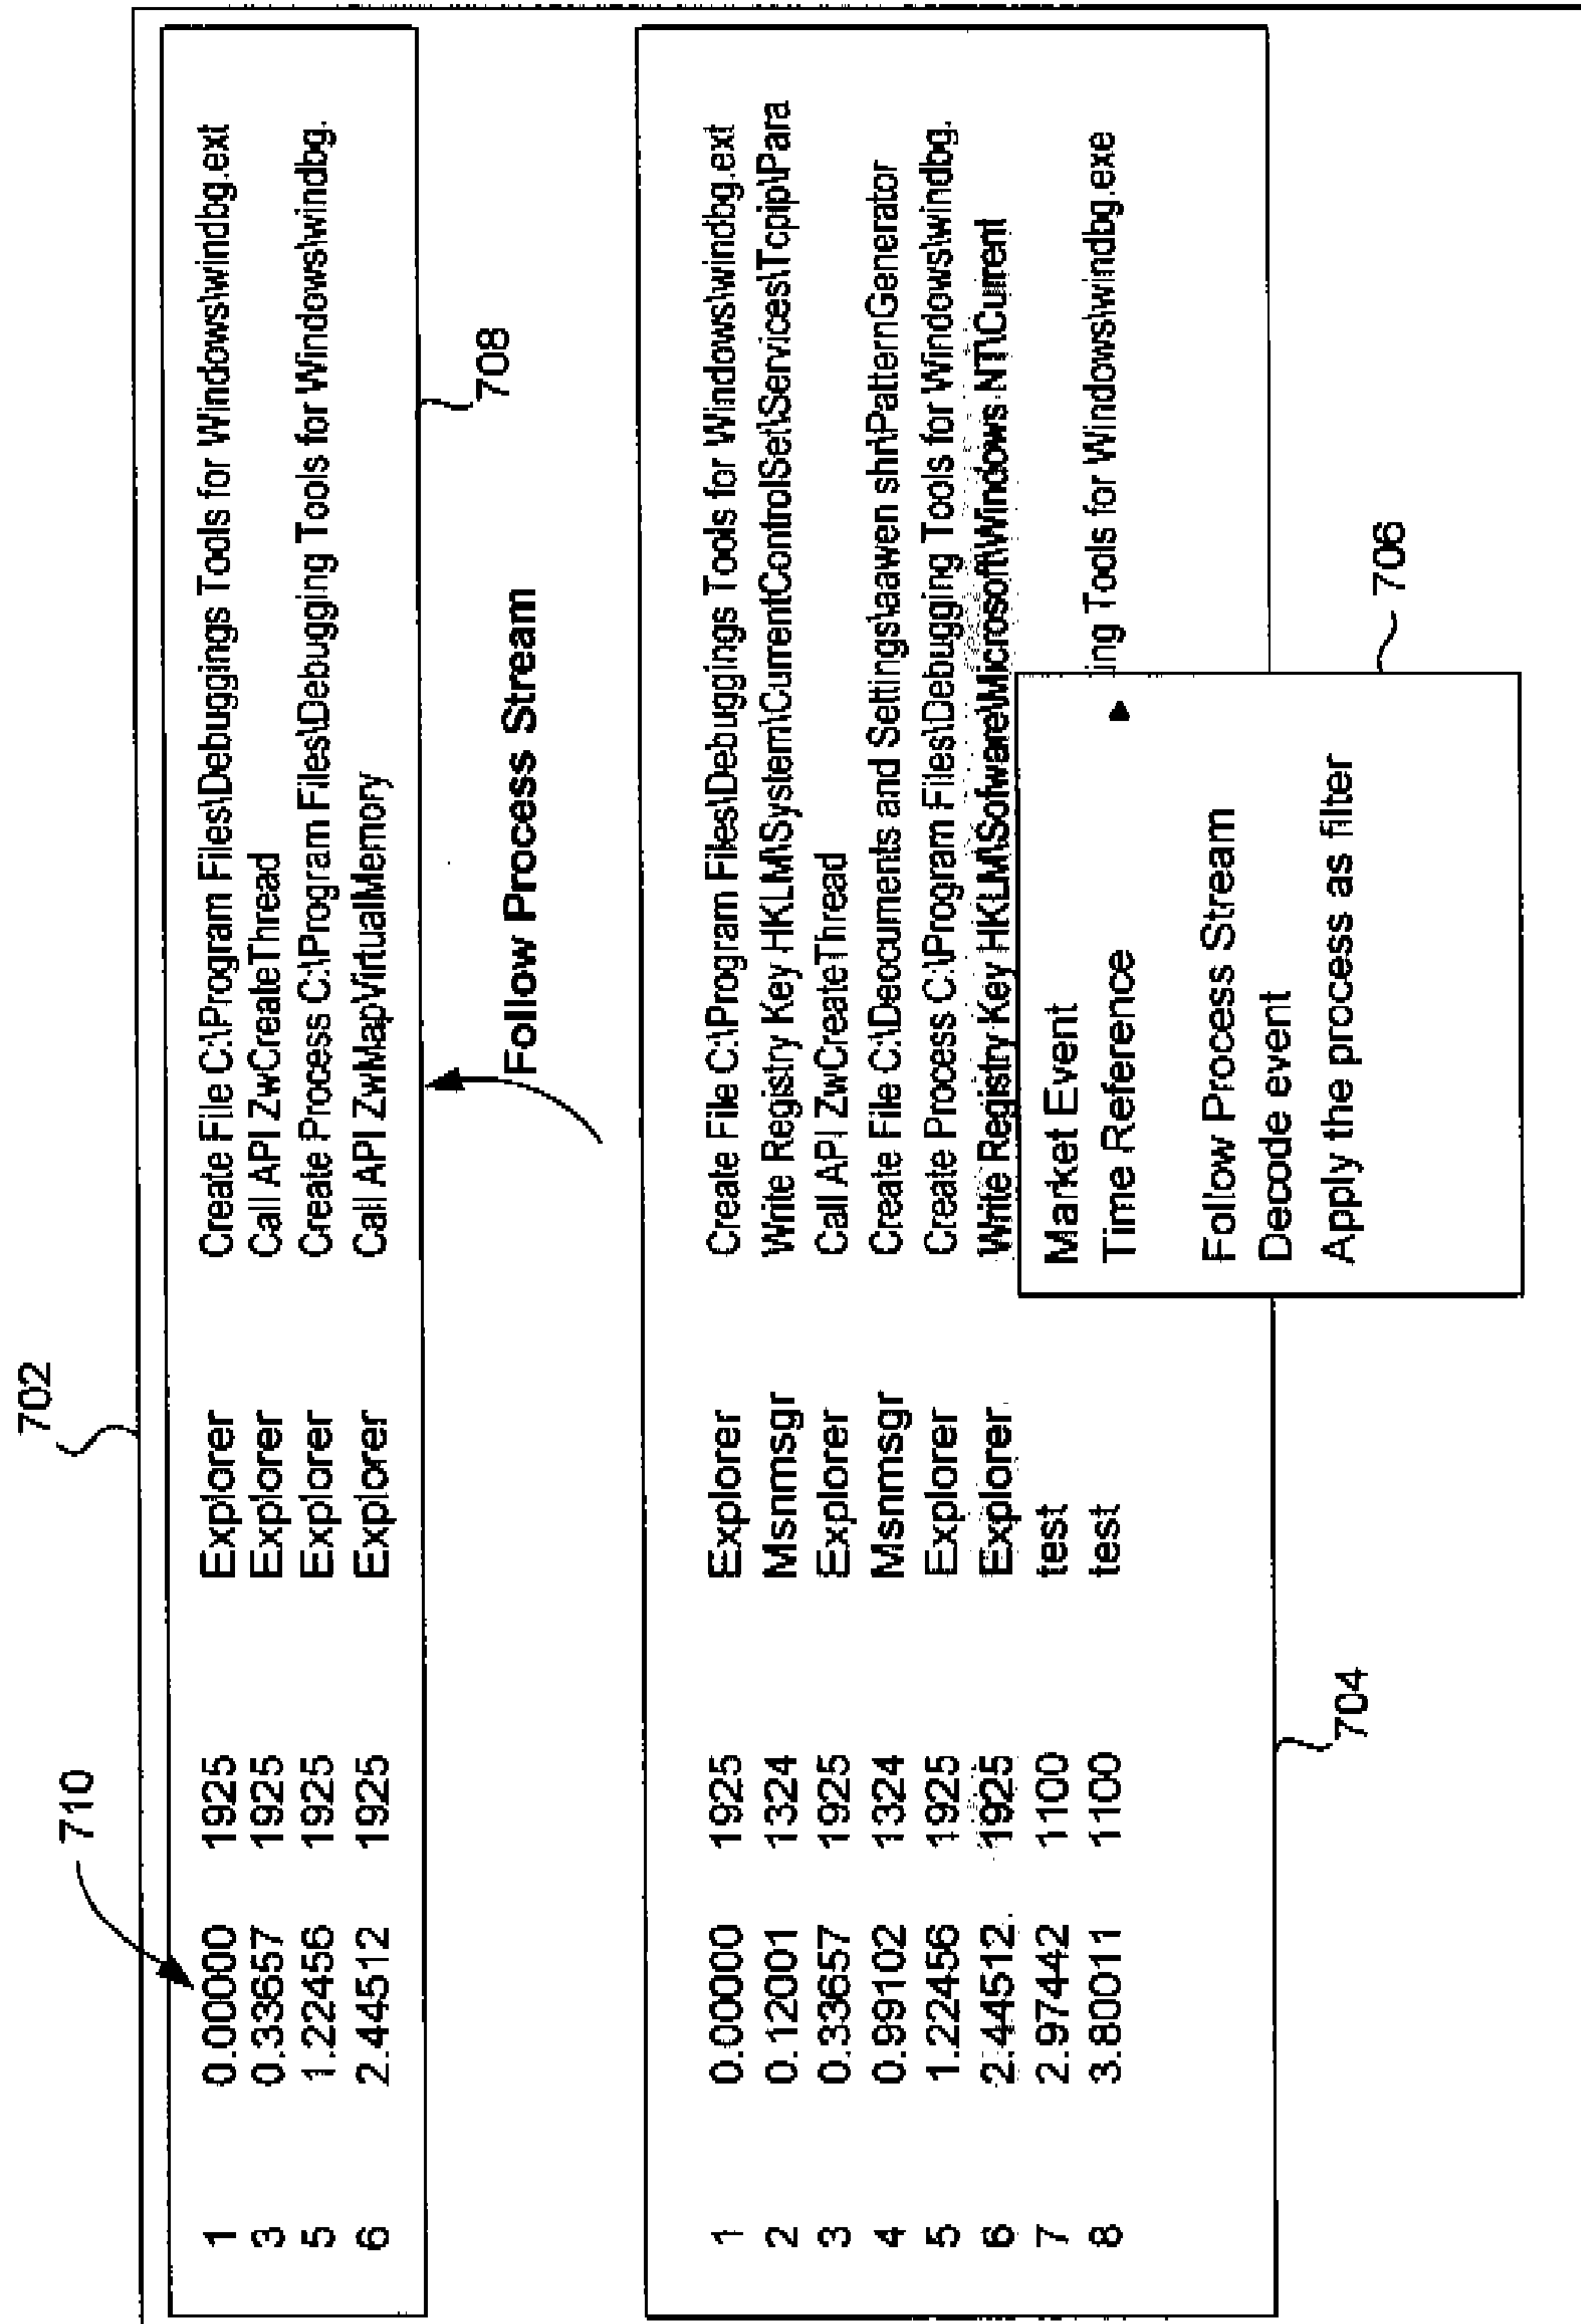 702
710
1 0.00000 1925 Explorer Create File C:\Program Files\Debuggings Tools for Windows\windbg.ext
3 0.33657 1925 Explorer Call API ZwCreateThread
5 1.22456 1925 Explorer Create Process C:\Program Files\Debugging Tools for Windows\windbg.
6 2.44512 1925 Explorer Call API ZwMapVirtualMemory
708
Follow Process Stream
1 0.00000 1925 Explorer Create File C:\Program Files\Debuggings Tools for Windows\windbg.ext
2 0.12001 1324 Msnmsgr Write Registry Key HKLM\System\CurrentControlSet\Services\Tcpip\Para
3 0.33657 1925 Explorer Call API ZwCreateThread
4 0.99102 1324 Msnmsgr Create File C:\Deocuments and Settings\aawen shr\PatternGenerator
5 1.22456 1925 Explorer Create Process C:\Program Files\Debugging Tools for Windows\windbg.
6 2.44512 1925 Explorer Write Registry Key HKLM\Sofware\Microsoft\Windows NT\Current
7 2.97442 1100 test
8 3.80011 1100 test ing Tools for Windows\windbg.exe
Market Event
Time Reference
Follow Process Stream
Decode event
Apply the process as filter
704
706